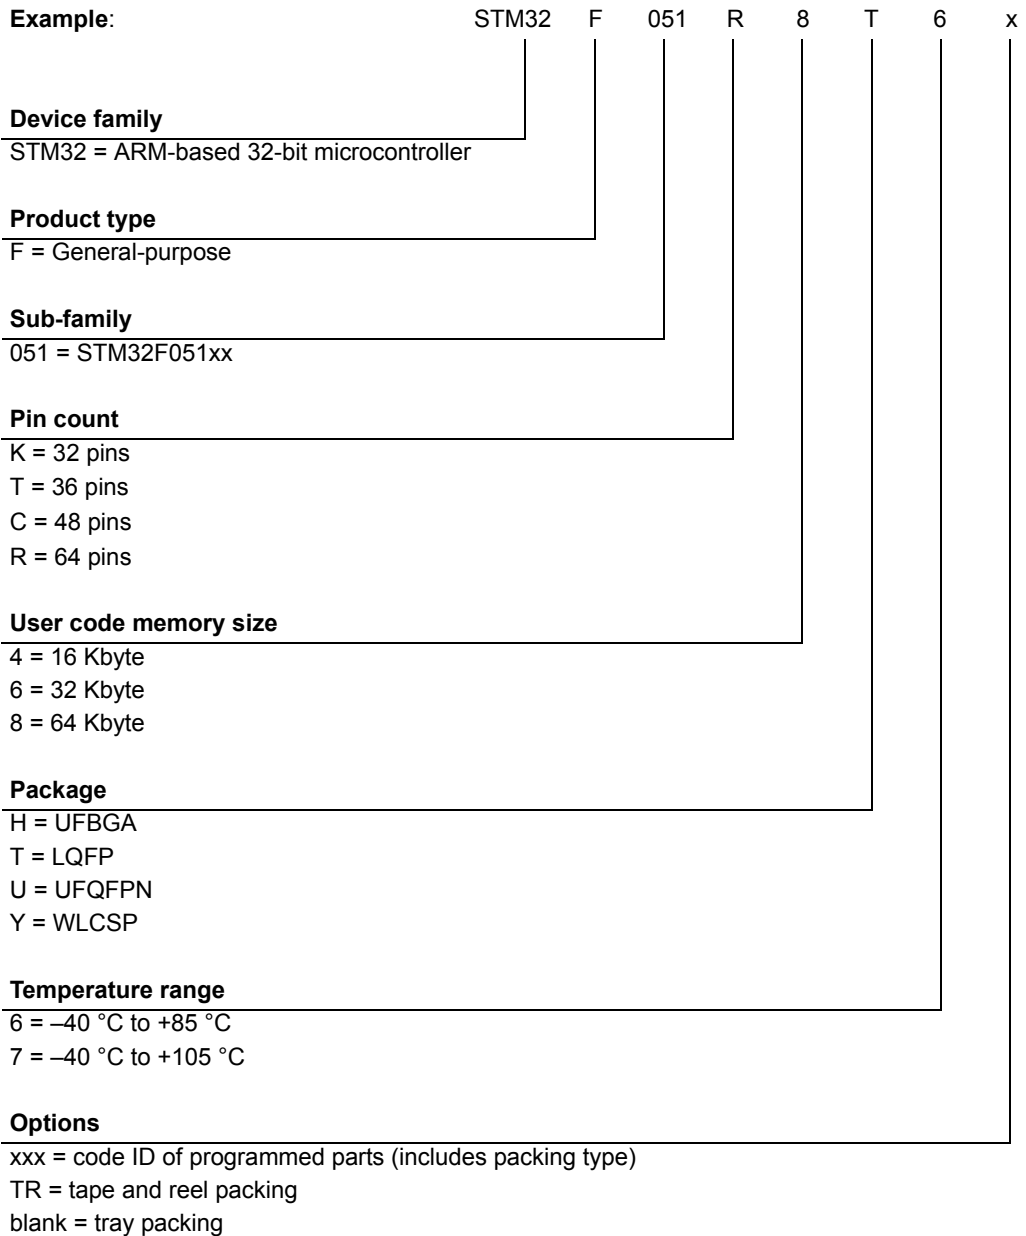 Example: STM32 F 051 R 8 T 6 x
Device family
STM32 = ARM-based 32-bit microcontroller
Product type
F = General-purpose
Sub-family
051 = STM32F051xx
Pin count
K = 32 pins
T = 36 pins
C = 48 pins
R = 64 pins
User code memory size
4 = 16 Kbyte
6 = 32 Kbyte
8 = 64 Kbyte
Package
H = UFBGA
T = LQFP
U = UFQFPN
Y = WLCSP
Temperature range
6 = –40 °C to +85 °C
7 = –40 °C to +105 °C
Options
xxx = code ID of programmed parts (includes packing type)
TR = tape and reel packing
blank = tray packing